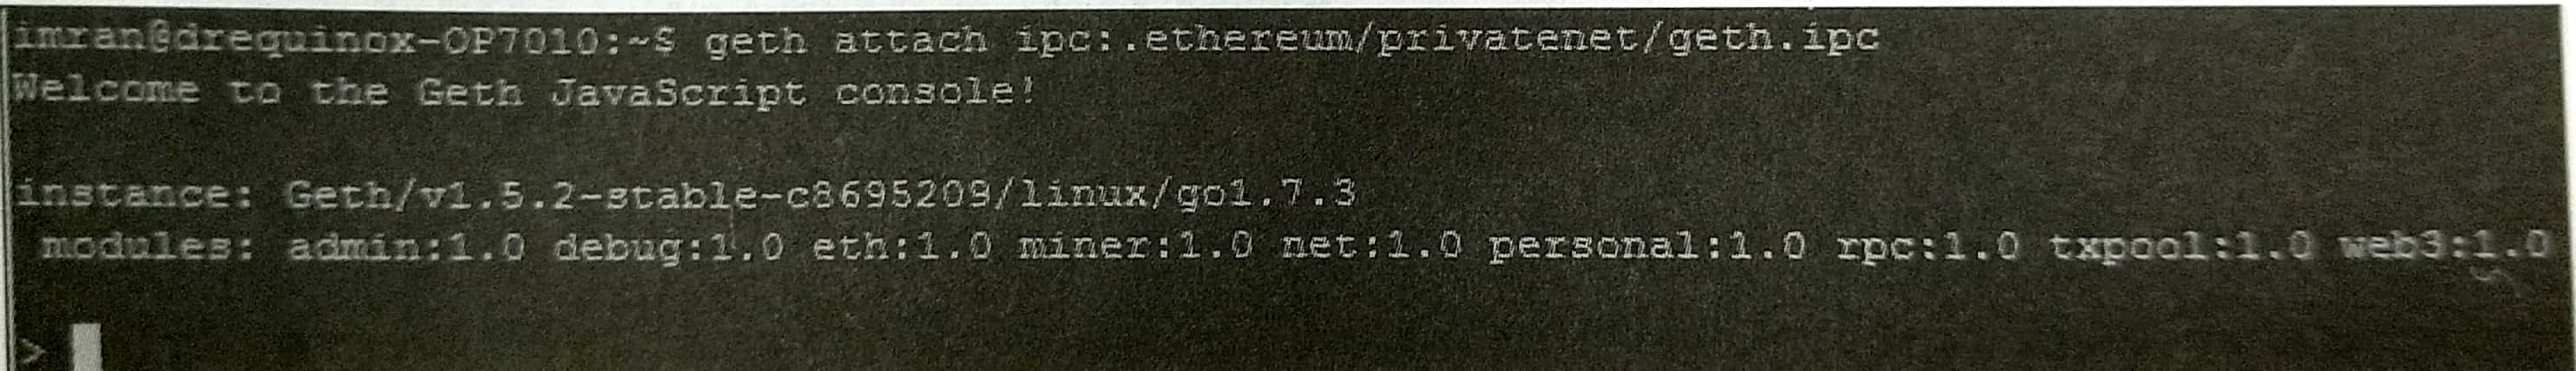 imran@drequinox-OP7010:~$ geth attach ipc:.ethereum/privatenet/geth.ipc
Welcome to the Geth JavaScript console!
instance: Geth/v1.5.2-stable-c8695209/linux/go1.7.3
modules: admin:1.0 debug:1.0 eth:1.0 miner:1.0 net:1.0 personal:1.0 rpc:1.0 txpool:1.0 web3:1.0
>